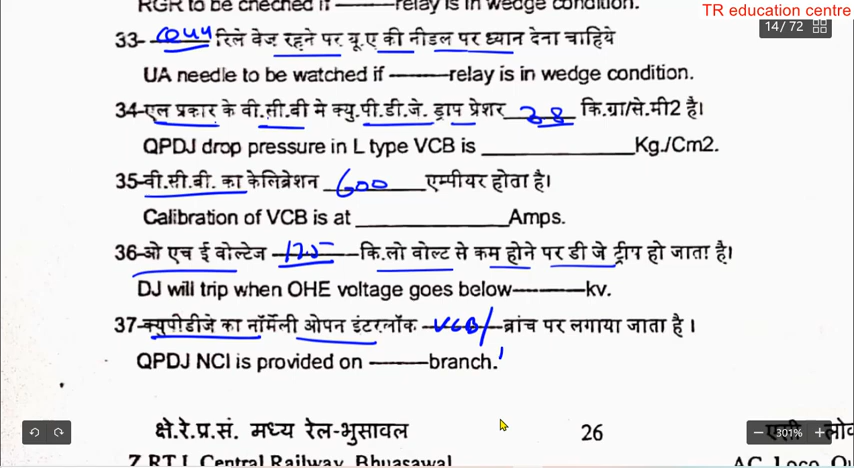 TR education centre
RGR to be cheched if ———relay is in wedge condition.
14 / 72
33- Q44 रिले वेज रहने पर यू.ए की नीडल पर ध्यान देना चाहिये
UA needle to be watched if ———relay is in wedge condition.
34-एल प्रकार के वी.सी.बी मे क्यु.पी.डी.जे. ड्राप प्रेशर 3.8 कि.ग्रा/से.मी2 है।
QPDJ drop pressure in L type VCB is ______________Kg./Cm2.
35-वी.सी.बी. का केलिब्रेशन 600 एम्पीयर होता है।
Calibration of VCB is at ______________Amps.
36-ओ एच ई वोल्टेज 17.5 कि.लो वोल्ट से कम होने पर डी जे ट्रीप हो जाता है।
DJ will trip when OHE voltage goes below————kv.
37-क्युपीडीजे का नॉर्मेली ओपन इंटरलॉक VCB/ ब्रांच पर लगाया जाता है ।
QPDJ NCI is provided on ———branch.
क्षे.रे.प्र.सं. मध्य रेल-भुसावल 26 लोक
301%
Z.R.T.I. Central Railway, Bhusawal AC Loco